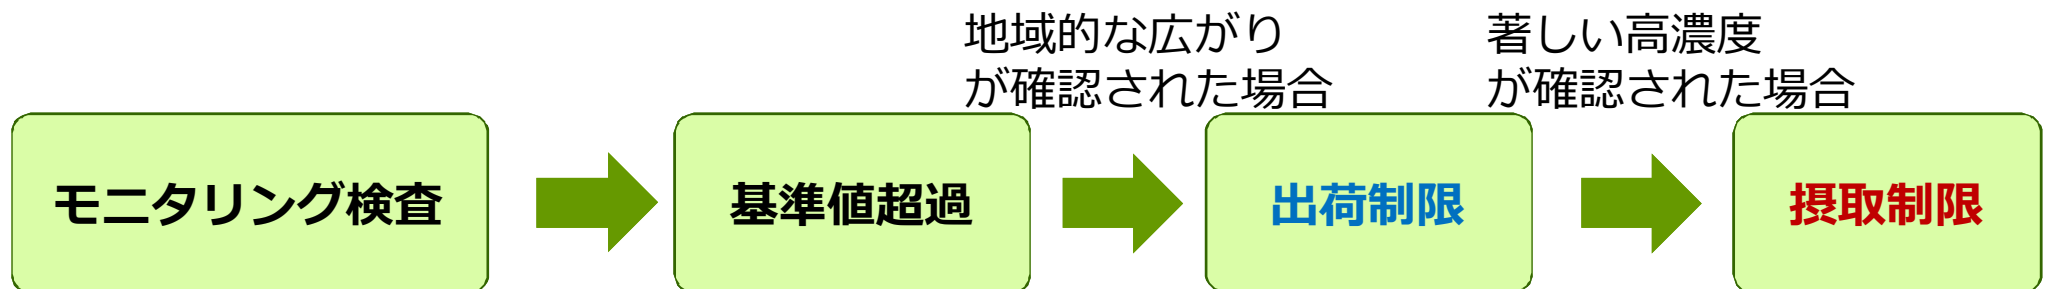 地域的な広がり
が確認された場合
著しい高濃度
が確認された場合
モニタリング検査
基準値超過
出荷制限
摂取制限